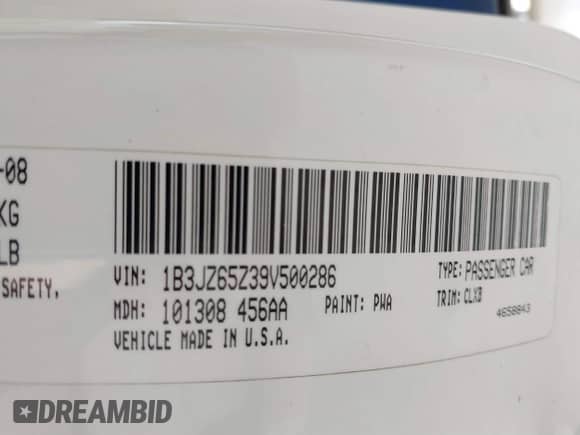 -08
KG
LB
SAFETY,
VIN: 1B3JZ65Z39V500286
TYPE: PASSENGER CAR
MDH: 101308 456AA
PAINT: PWA
TRIM: CLXB
VEHICLE MADE IN U.S.A.
4658843
DREAMBID